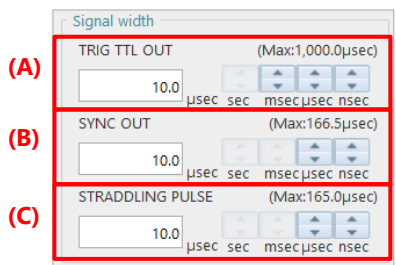 Signal width
(A)
TRIG TTL OUT (Max:1,000.0μsec)
10.0 μsec sec msec μsec nsec
(B)
SYNC OUT (Max:166.5μsec)
10.0 μsec sec msec μsec nsec
(C)
STRADDLING PULSE (Max:165.0μsec)
10.0 μsec sec msec μsec nsec